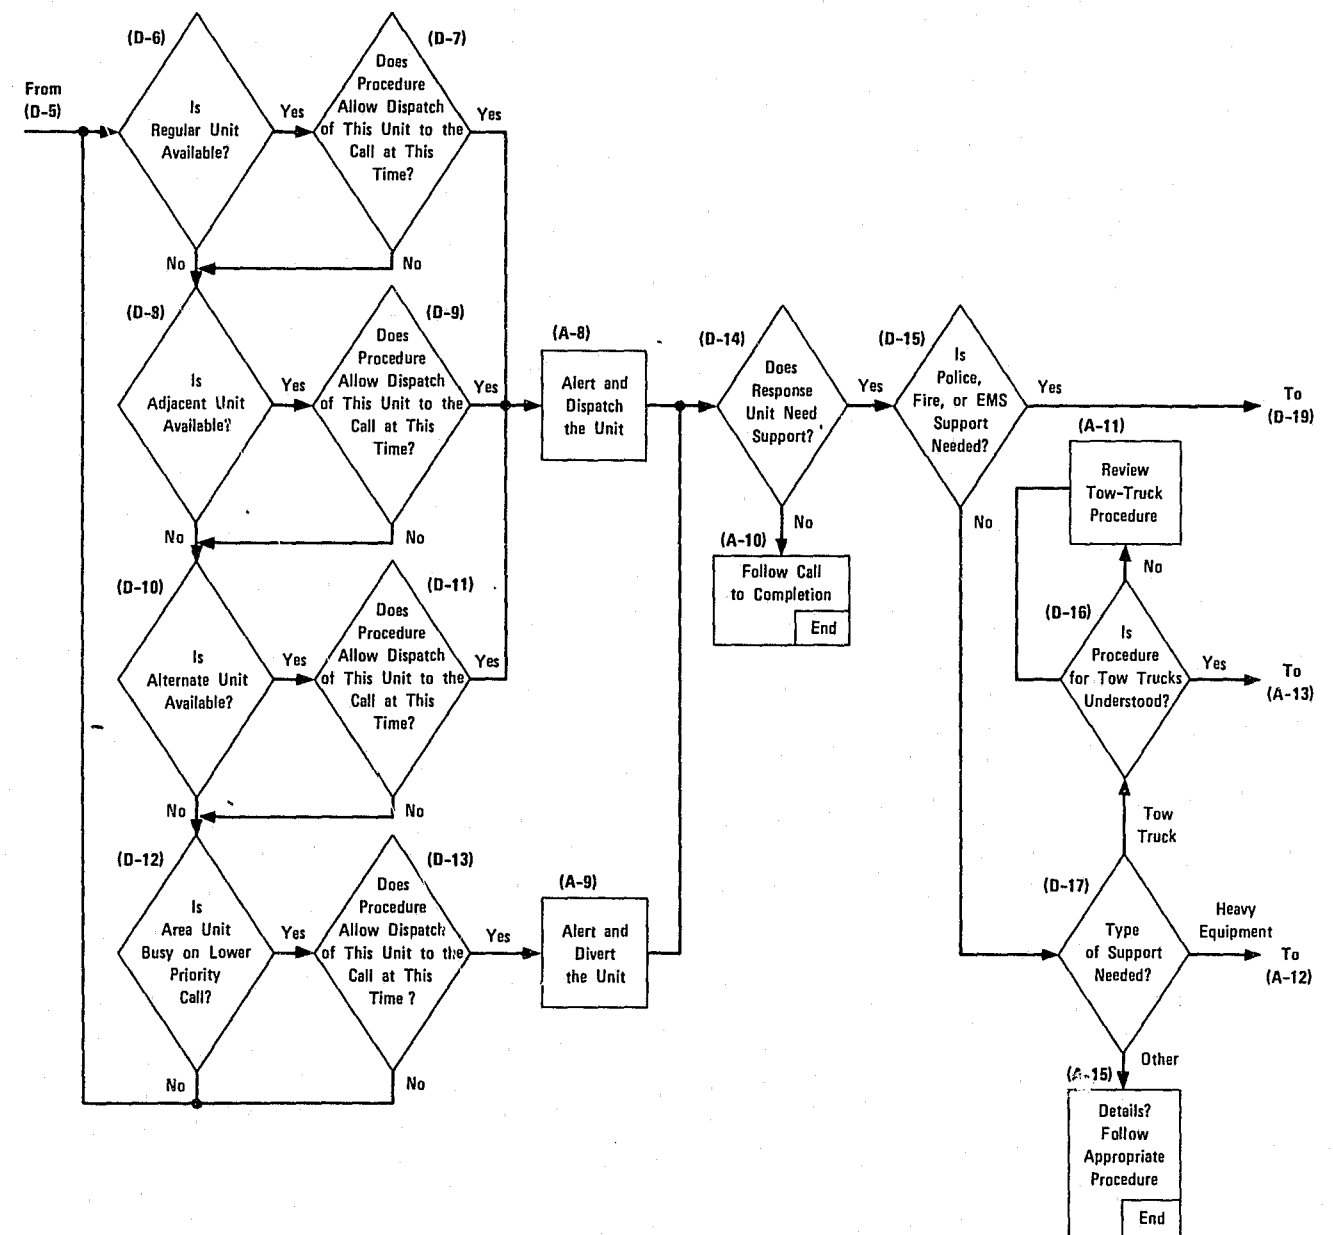 From
(D-5)
(D-6)
Is
Regular Unit
Available?
Yes
No
(D-7)
Does
Procedure
Allow Dispatch
of This Unit to the
Call at This
Time?
Yes
No
(D-8)
Is
Adjacent Unit
Available?
Yes
No
(D-9)
Does
Procedure
Allow Dispatch
of This Unit to the
Call at This
Time?
Yes
No
(D-10)
Is
Alternate Unit
Available?
Yes
No
(D-11)
Does
Procedure
Allow Dispatch
of This Unit to the
Call at This
Time?
Yes
No
(D-12)
Is
Area Unit
Busy on Lower
Priority
Call?
Yes
No
(D-13)
Does
Procedure
Allow Dispatch
of This Unit to the
Call at This
Time ?
Yes
No
(A-8)
Alert and
Dispatch
the Unit
(A-9)
Alert and
Divert
the Unit
(D-14)
Does
Response
Unit Need
Support?
Yes
No
(A-10)
Follow Call
to Completion
End
(D-15)
Is
Police,
Fire, or EMS
Support
Needed?
Yes
No
To
(D-19)
(A-11)
Review
Tow-Truck
Procedure
No
(D-16)
Is
Procedure
for Tow Trucks
Understood?
Yes
To
(A-13)
Tow
Truck
(D-17)
Type
of Support
Needed?
Heavy
Equipment
To
(A-12)
Other
(A-15)
Details?
Follow
Appropriate
Procedure
End